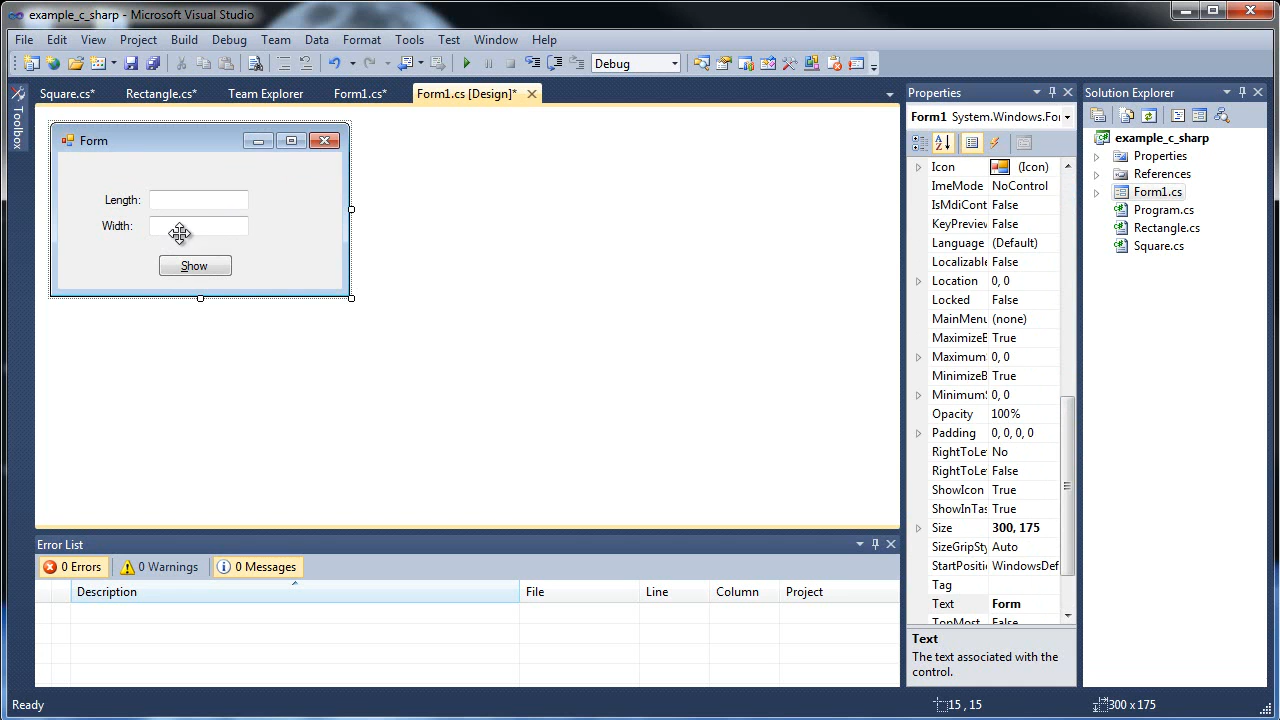 example_c_sharp - Microsoft Visual Studio
File Edit View Project Build Debug Team Data Format Tools Test Window Help
Debug
Toolbox
Square.cs* Rectangle.cs* Team Explorer Form1.cs* Form1.cs [Design]*
Form
Length:
Width:
Show
Properties
Form1 System.Windows.For
Icon (Icon)
ImeMode NoControl
IsMdiCont False
KeyPreview False
Language (Default)
Localizable False
Location 0, 0
Locked False
MainMenu (none)
MaximizeB True
Maximum 0, 0
MinimizeB True
MinimumS 0, 0
Opacity 100%
Padding 0, 0, 0, 0
RightToLe No
RightToLe False
ShowIcon True
ShowInTas True
Size 300, 175
SizeGripSty Auto
StartPositio WindowsDef
Tag
Text Form
TopMost False
Text
The text associated with the
control.
Solution Explorer
example_c_sharp
Properties
References
Form1.cs
Program.cs
Rectangle.cs
Square.cs
Error List
0 Errors 0 Warnings 0 Messages
Description File Line Column Project
Ready 15 , 15 300 x 175